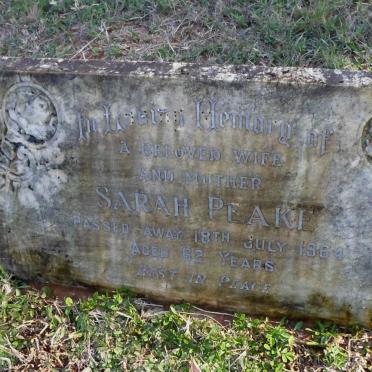 In Loving Memory of
A BELOVED WIFE
AND MOTHER
SARAH PEAKE
PASSED AWAY 18TH JULY 1964
AGED 62 YEARS
REST IN PEACE